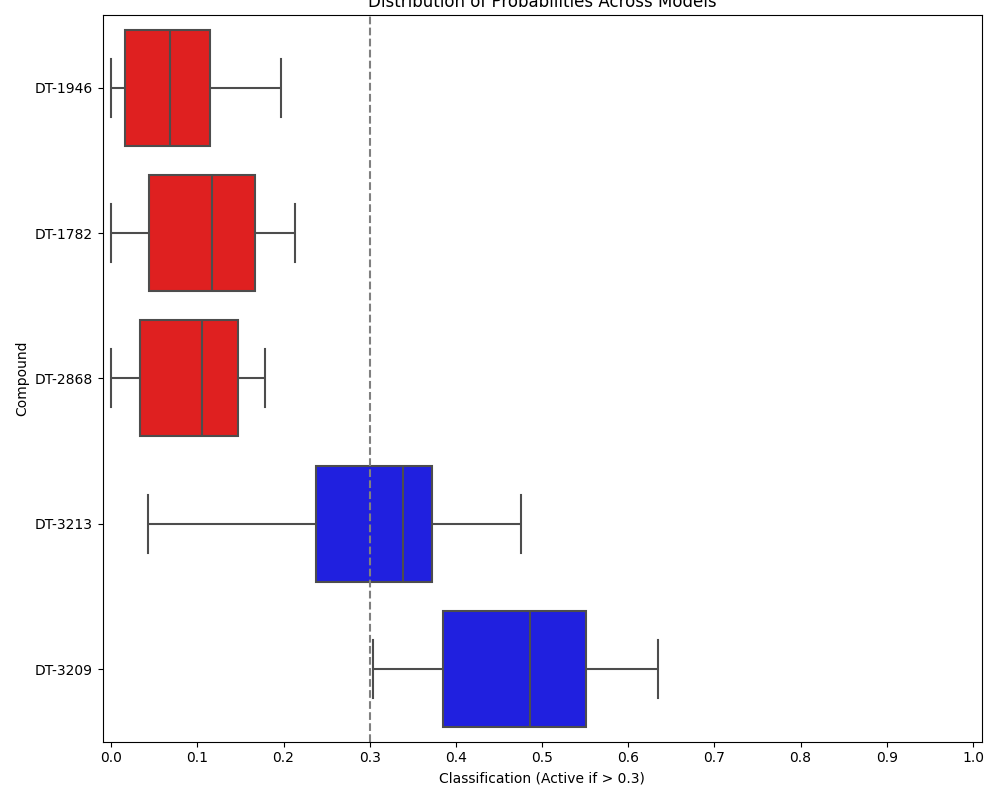 Distribution of Probabilities Across Models
DT-1946
DT-1782
DT-2868
DT-3213
DT-3209
Compound
0.0 0.1 0.2 0.3 0.4 0.5 0.6 0.7 0.8 0.9 1.0
Classification (Active if > 0.3)